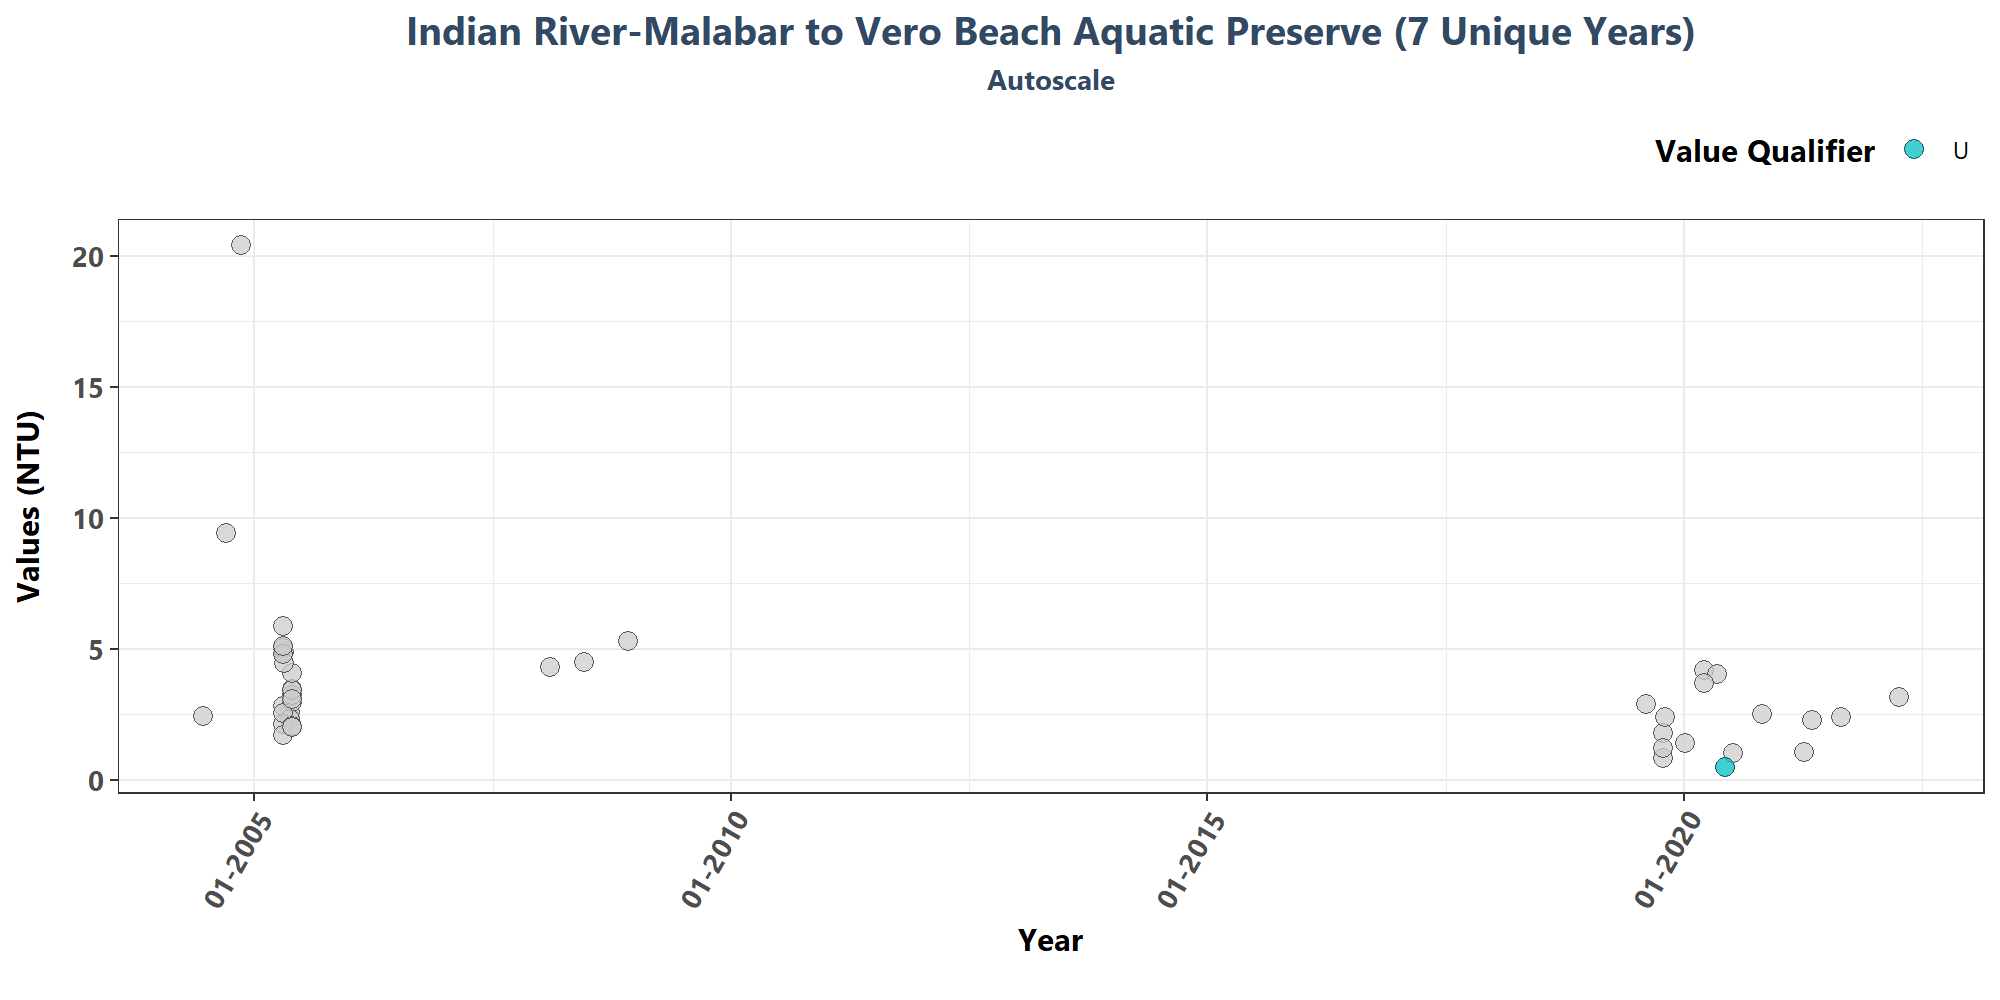 Indian River-Malabar to Vero Beach Aquatic Preserve (7 Unique Years)
Autoscale
Value Qualifier U
Values (NTU)
20
15
10
5
0
01-2005 01-2010 01-2015 01-2020
Year